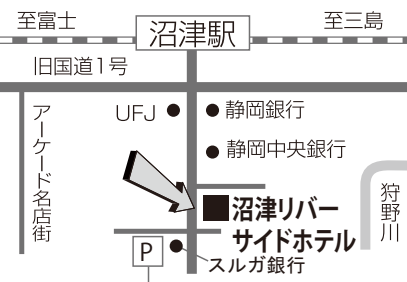 至富士
沼津駅
至三島
旧国道1号
UFJ
静岡銀行
静岡中央銀行
アーケード名店街
沼津リバー
サイドホテル
狩野川
P
スルガ銀行